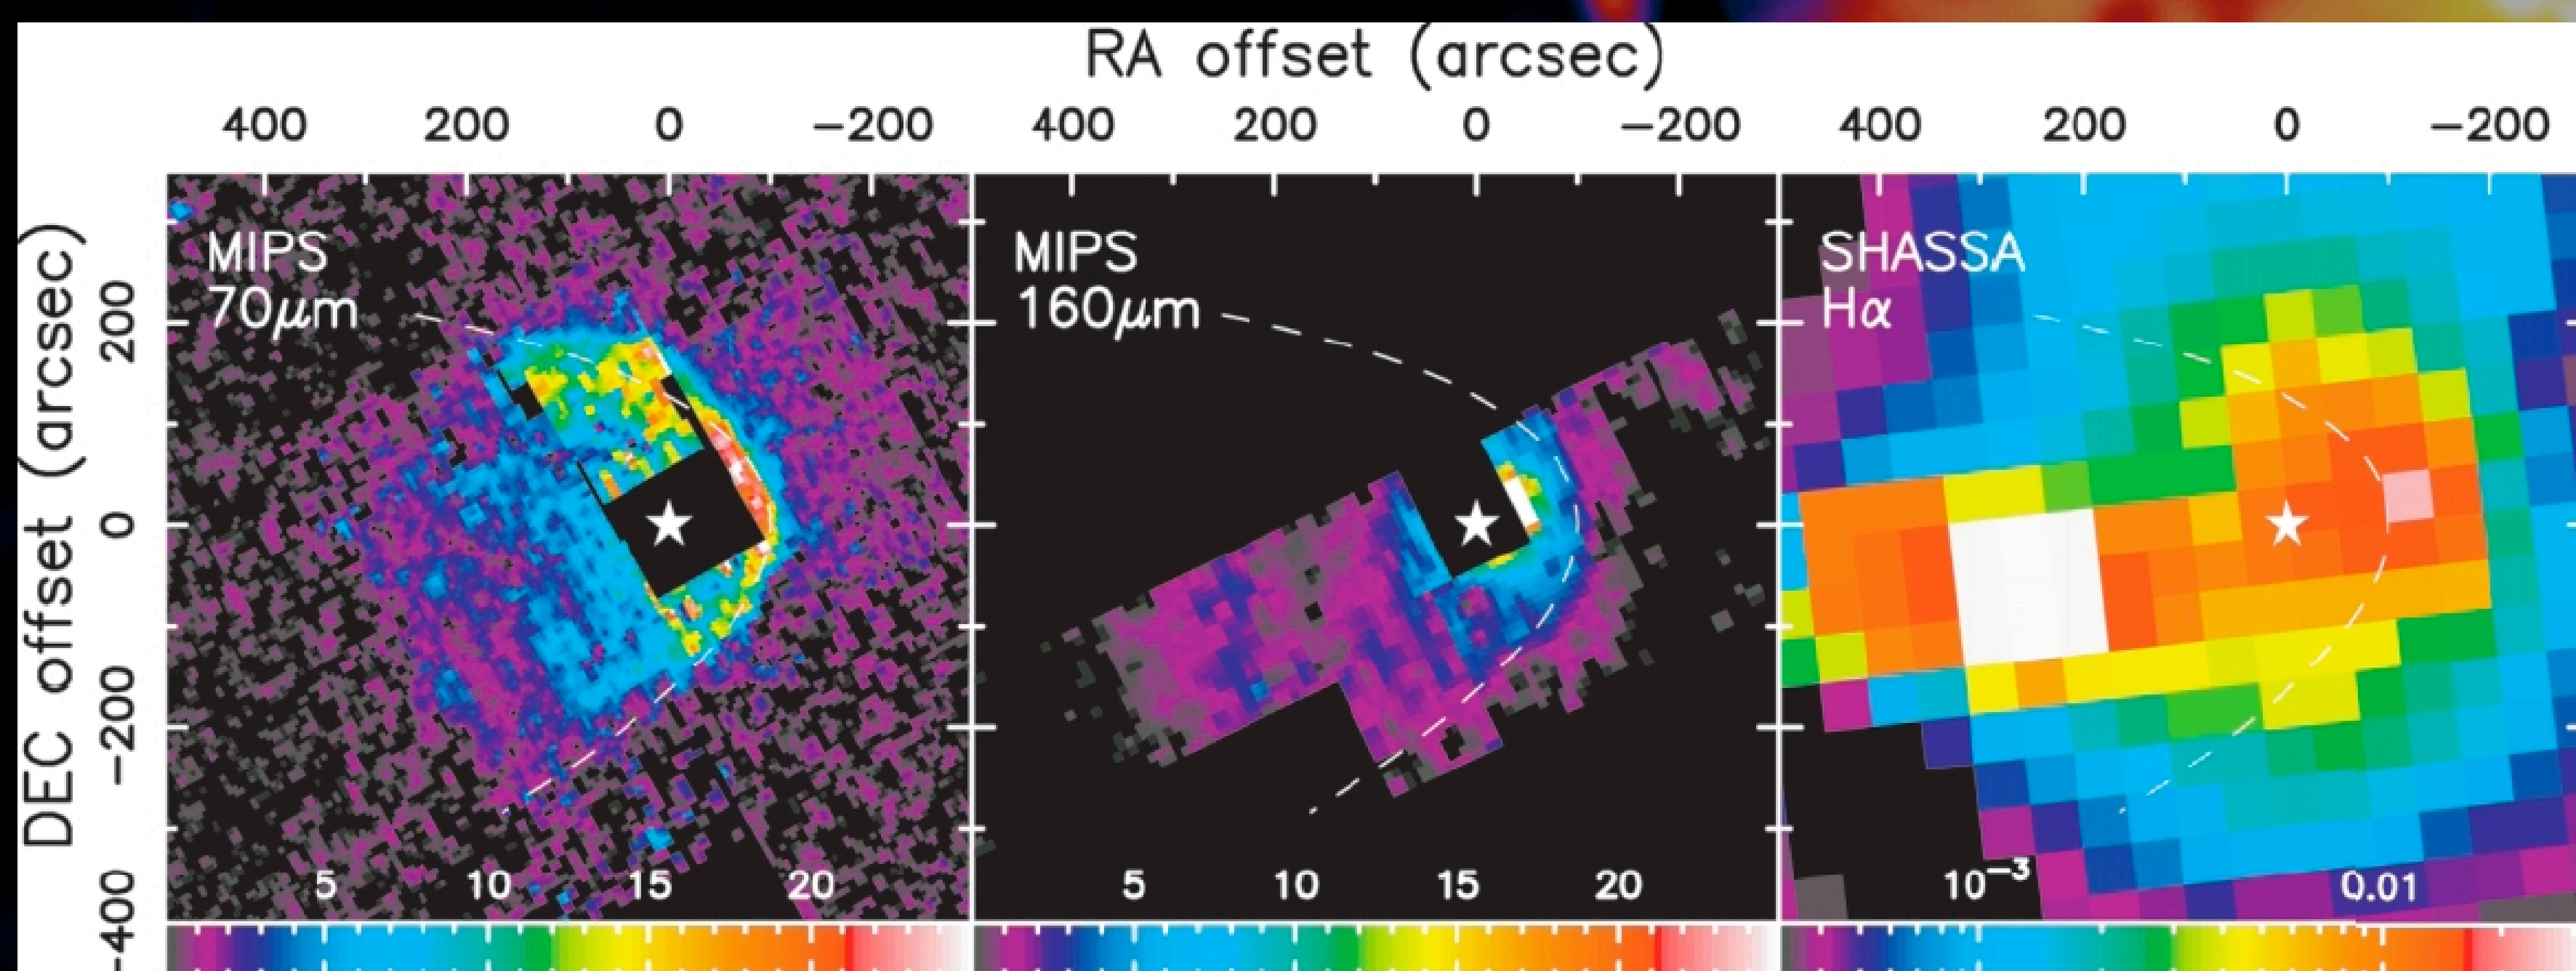 RA offset (arcsec)
400 200 0 −200 400 200 0 −200 400 200 0 −200
DEC offset (arcsec)
200
0
−200
−400
MIPS
70μm
5 10 15 20
MIPS
160μm
5 10 15 20
SHASSA
Hα
10⁻³ 0.01